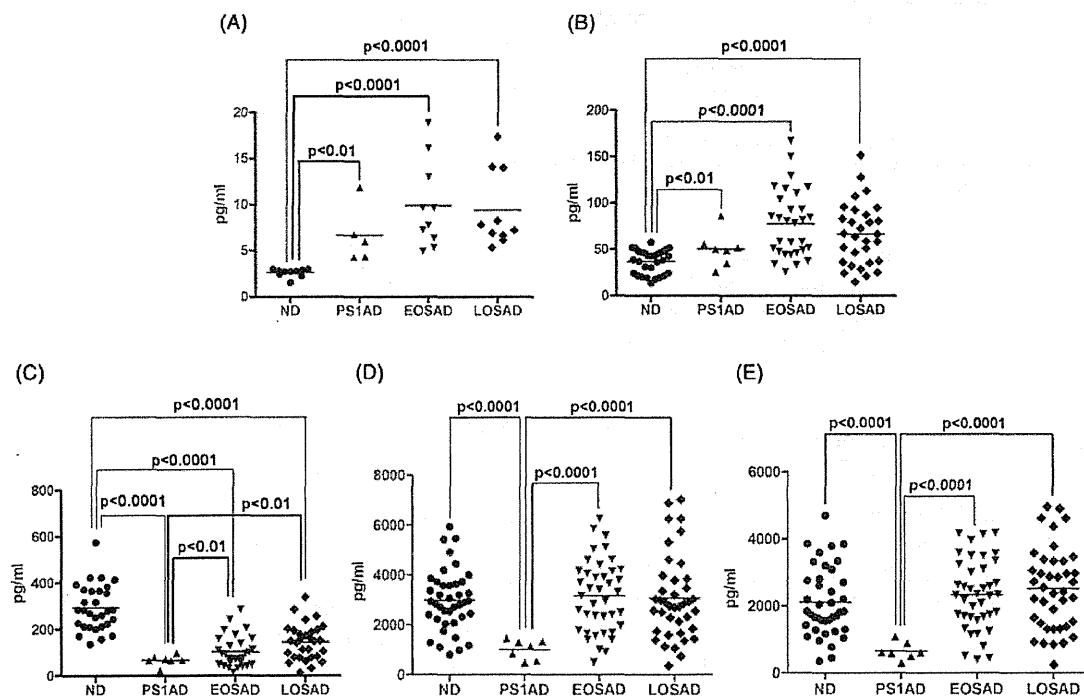 (A)
p<0.0001
p<0.0001
p<0.01
20
15
10
5
0
pg/ml
ND PS1AD EOSAD LOSAD
(B)
p<0.0001
p<0.0001
p<0.01
200
150
100
50
0
pg/ml
ND PS1AD EOSAD LOSAD
(C)
p<0.0001
p<0.0001
p<0.0001 p<0.01
p<0.01
800
600
400
200
0
pg/ml
ND PS1AD EOSAD LOSAD
(D)
p<0.0001 p<0.0001
p<0.0001
8000
6000
4000
2000
0
pg/ml
ND PS1AD EOSAD LOSAD
(E)
p<0.0001 p<0.0001
p<0.0001
6000
4000
2000
0
pg/ml
ND PS1AD EOSAD LOSAD